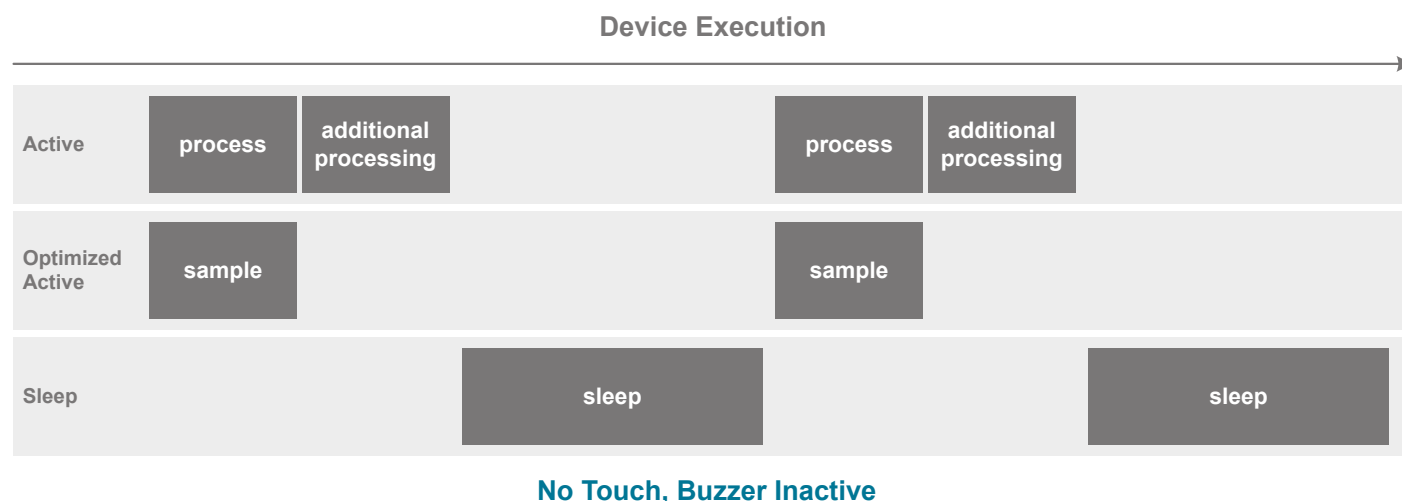 Device Execution
Active
process
additional
processing
process
additional
processing
Optimized
Active
sample
sample
Sleep
sleep
sleep
No Touch, Buzzer Inactive